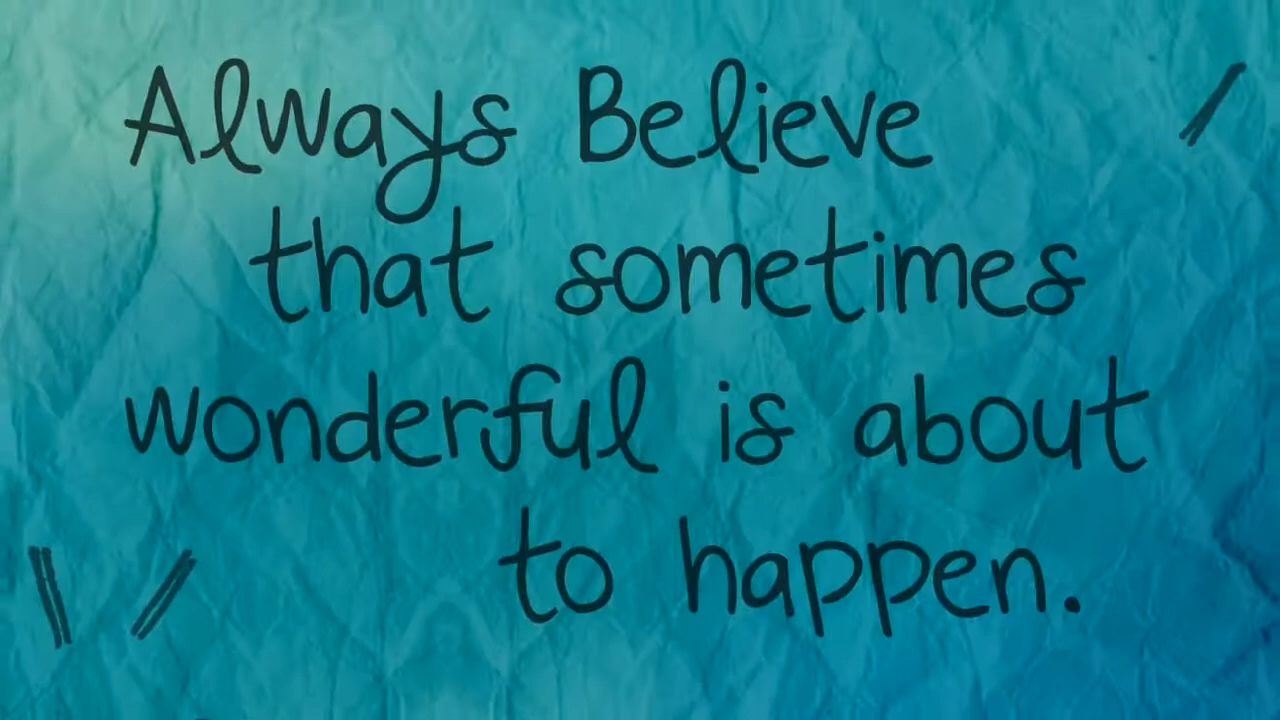 Always Believe
that sometimes
wonderful is about
to happen.